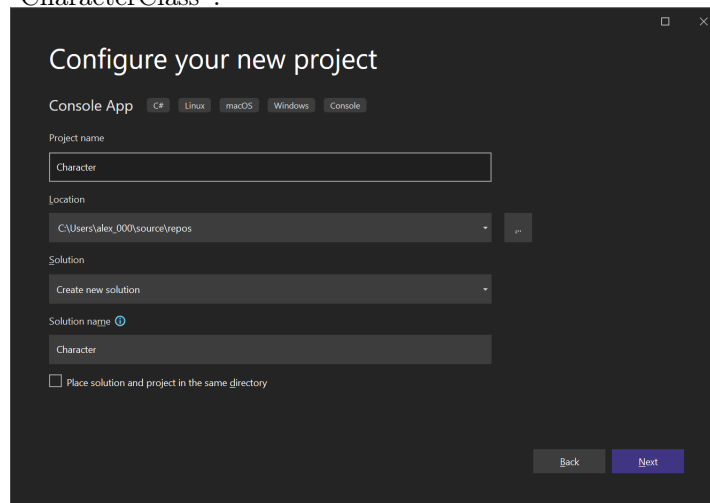 CharacterClass".
Configure your new project
Console App C# Linux macOS Windows Console
Project name
Character
Location
C:\Users\alex_000\source\repos
...
Solution
Create new solution
Solution name
Character
Place solution and project in the same directory
Back Next